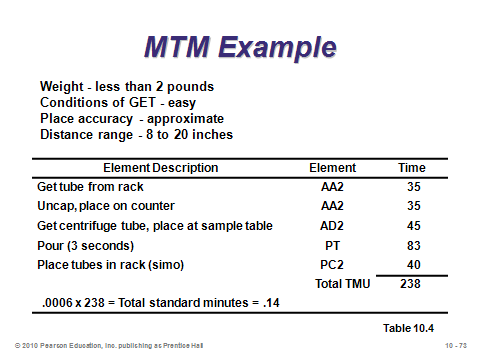 MTM Example
Weight - less than 2 pounds
Conditions of GET - easy
Place accuracy - approximate
Distance range - 8 to 20 inches
Element Description Element Time
Get tube from rack AA2 35
Uncap, place on counter AA2 35
Get centrifuge tube, place at sample table AD2 45
Pour (3 seconds) PT 83
Place tubes in rack (simo) PC2 40
Total TMU 238
.0006 x 238 = Total standard minutes = .14
Table 10.4
© 2010 Pearson Education, Inc. publishing as Prentice Hall 10 - 73